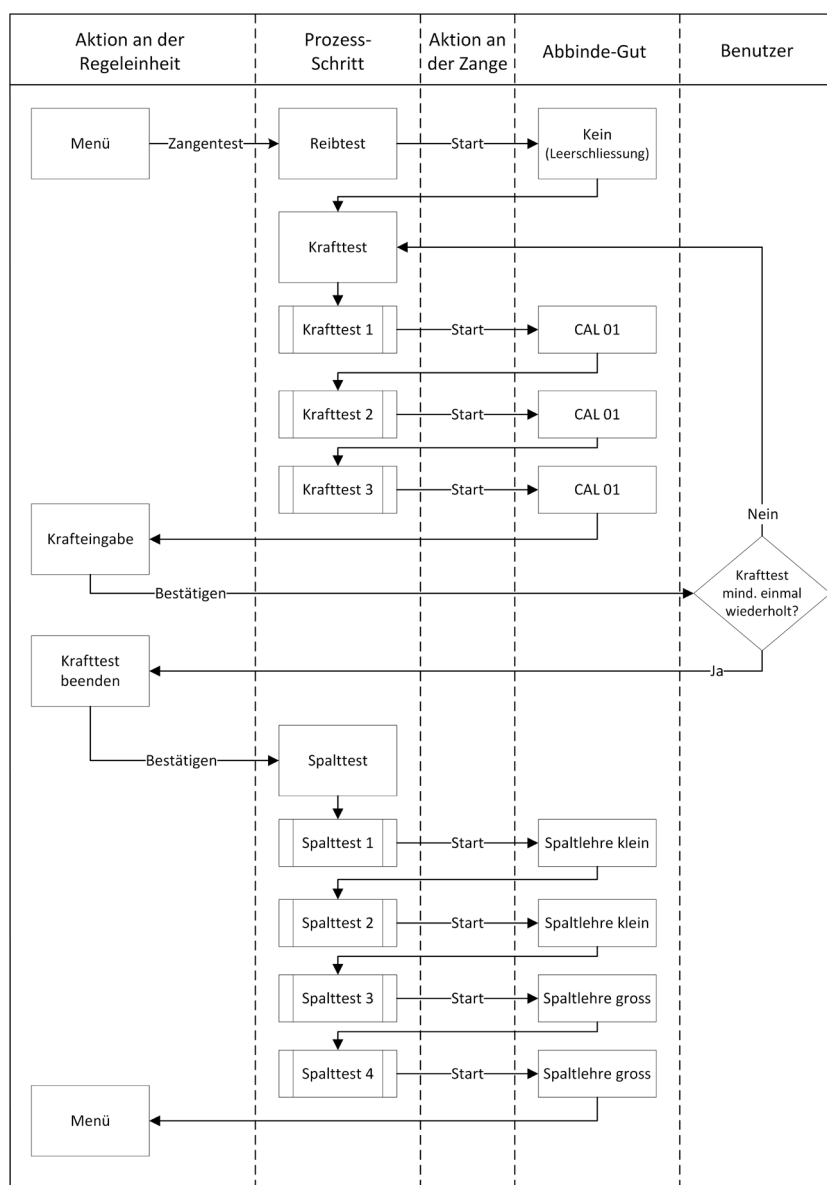 Aktion an der
Regeleinheit
Prozess-
Schritt
Aktion an
der Zange
Abbinde-Gut
Benutzer
Menü
Zangentest
Reibtest
Start
Kein
(Leerschliessung)
Krafttest
Krafttest 1
Start
CAL 01
Krafttest 2
Start
CAL 01
Krafttest 3
Start
CAL 01
Nein
Krafteingabe
Bestätigen
Krafttest
mind. einmal
wiederholt?
Krafttest
beenden
Ja
Bestätigen
Spalttest
Spalttest 1
Start
Spaltlehre klein
Spalttest 2
Start
Spaltlehre klein
Spalttest 3
Start
Spaltlehre gross
Spalttest 4
Start
Spaltlehre gross
Menü